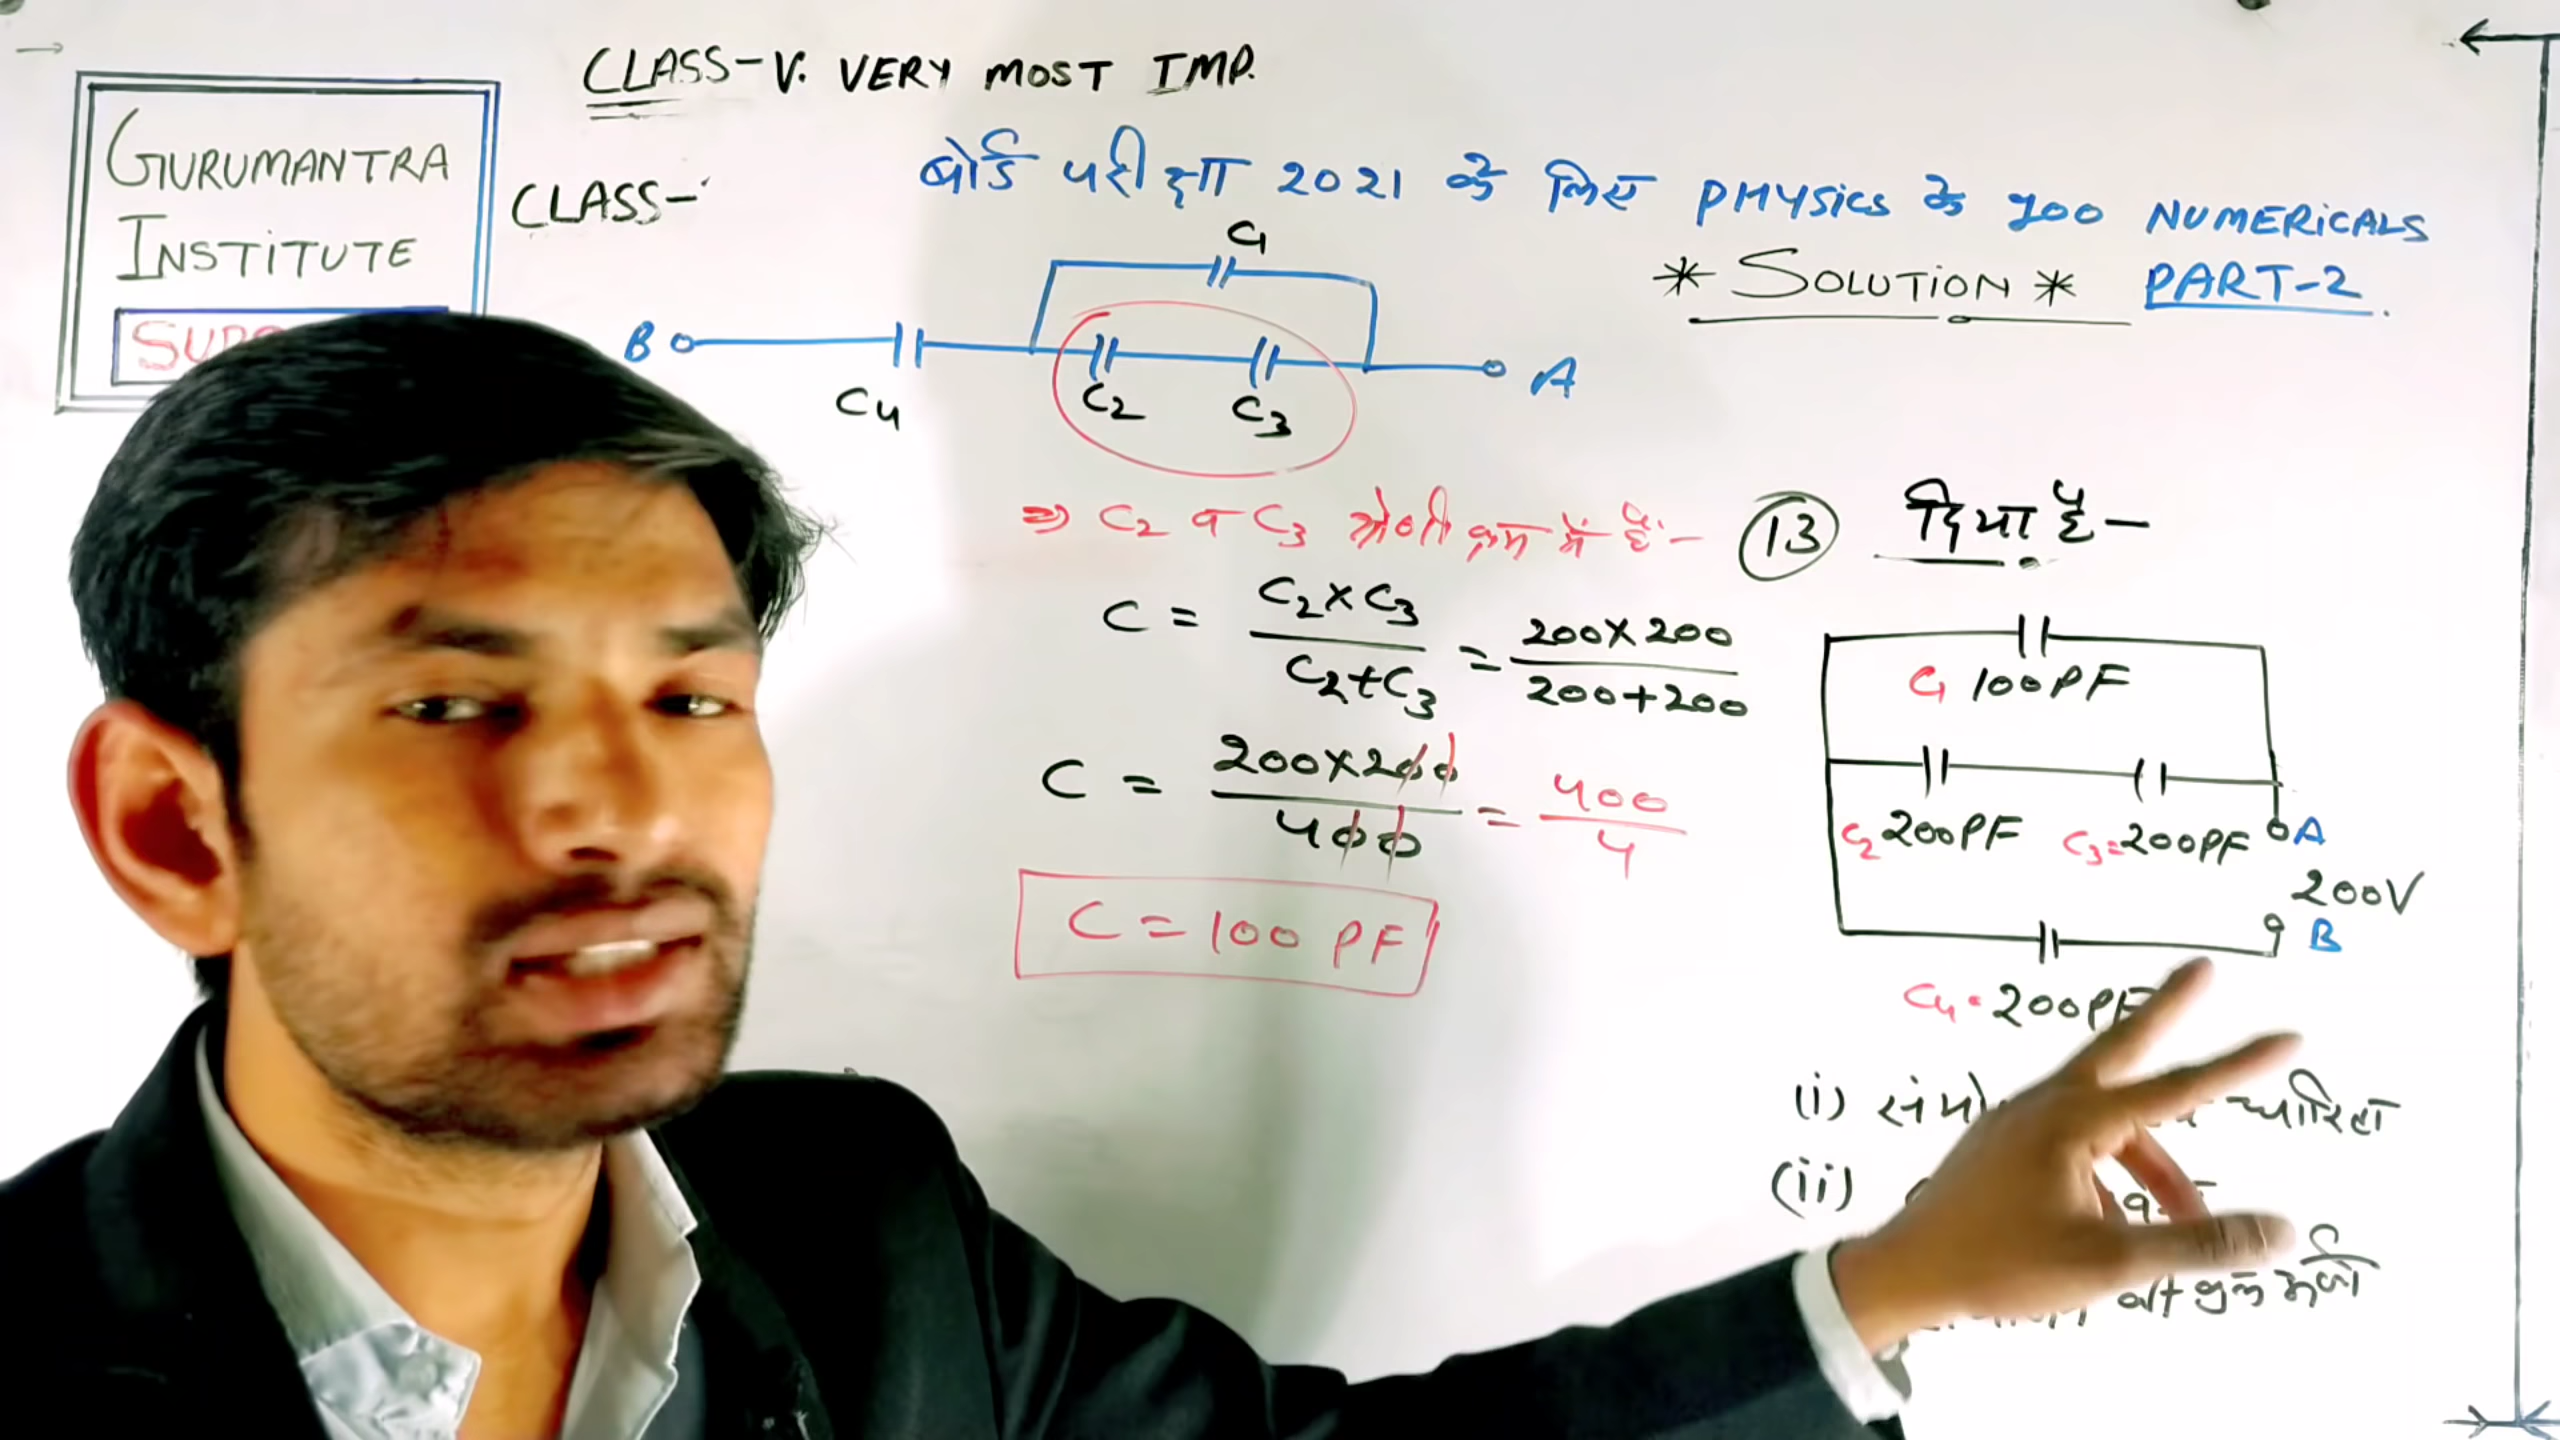 CLASS-V. VERY MOST IMP.
GURUMANTRA
INSTITUTE
CLASS-
बोर्ड परीक्षा 2021 के लिए PHYSICS के 100 NUMERICALS
* SOLUTION * PART-2.
C1
B
A
C4
C2
C3
⇒ C2 व C3 श्रेणी क्रम में है:-
C = C2×C3 / C2+C3 = 200×200 / 200+200
C = 200×200 / 400 = 400 / 4
C = 100 PF
13 दिया है -
C1 100PF
C2 200PF C3=200PF A
200V
B
C4 = 200PF
(i) धारिता
(ii)
की कुल ऊर्जा